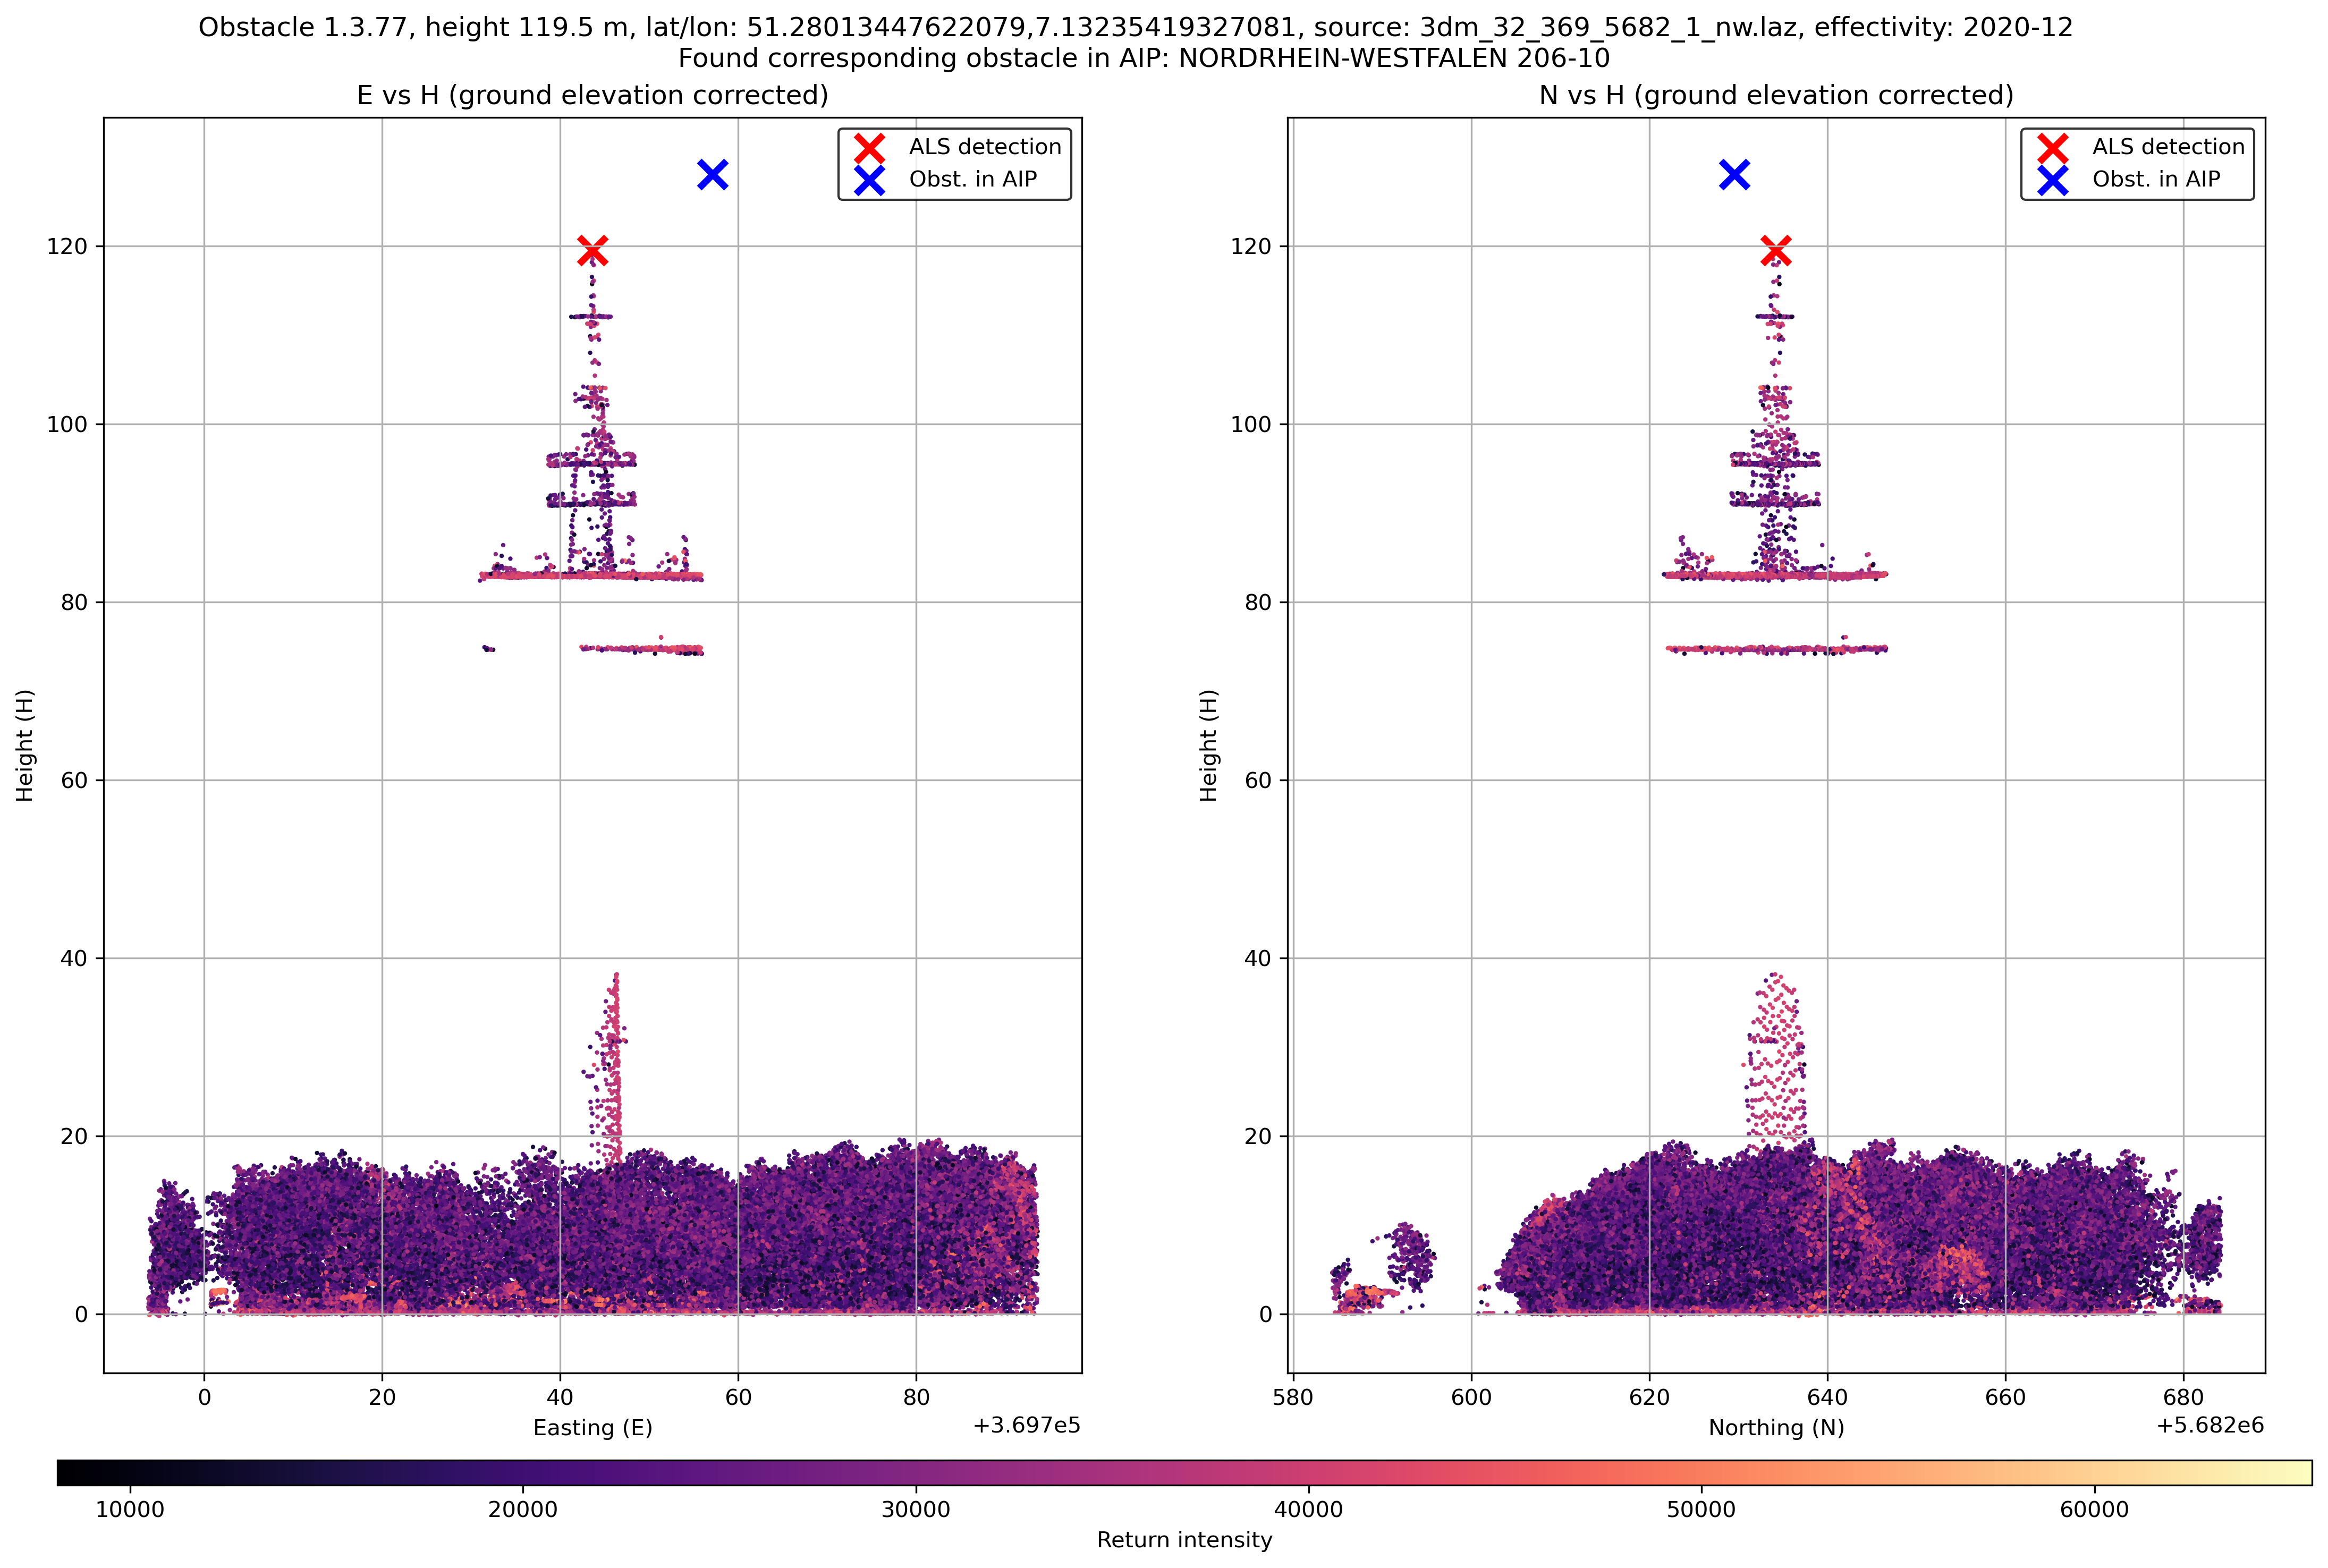 Obstacle 1.3.77, height 119.5 m, lat/lon: 51.28013447622079,7.13235419327081, source: 3dm_32_369_5682_1_nw.laz, effectivity: 2020-12
Found corresponding obstacle in AIP: NORDRHEIN-WESTFALEN 206-10
E vs H (ground elevation corrected)
ALS detection
Obst. in AIP
120
100
80
60
40
20
0
Height (H)
0 20 40 60 80
Easting (E)
+3.697e5
N vs H (ground elevation corrected)
ALS detection
Obst. in AIP
120
100
80
60
40
20
0
Height (H)
580 600 620 640 660 680
Northing (N)
+5.682e6
10000 20000 30000 40000 50000 60000
Return intensity